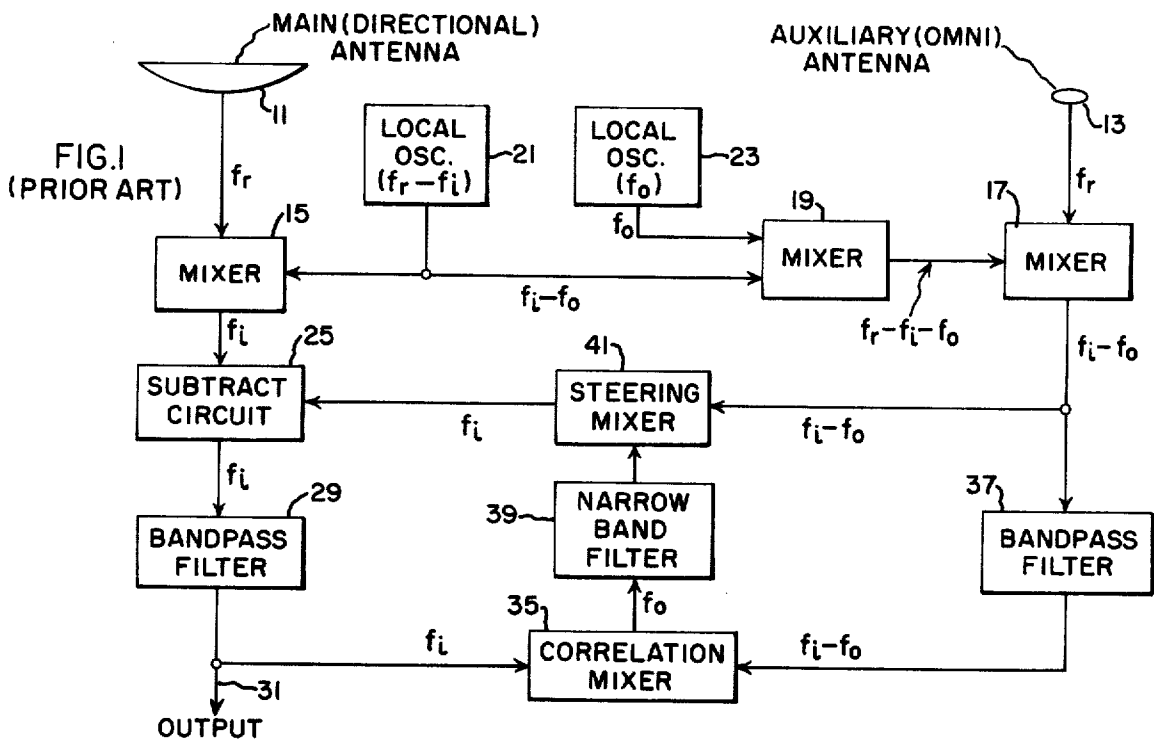 MAIN (DIRECTIONAL)
ANTENNA
AUXILIARY (OMNI)
ANTENNA
11
13
FIG.1
(PRIOR ART)
LOCAL
OSC.
(fr-fi)
21
LOCAL
OSC.
(fo)
23
fr
fr
fo
15
MIXER
19
MIXER
17
MIXER
fi-fo
fr-fi-fo
fi
fi-fo
25
SUBTRACT
CIRCUIT
41
STEERING
MIXER
fi
fi-fo
fi
29
BANDPASS
FILTER
39
NARROW
BAND
FILTER
37
BANDPASS
FILTER
fo
35
CORRELATION
MIXER
fi
fi-fo
31
OUTPUT